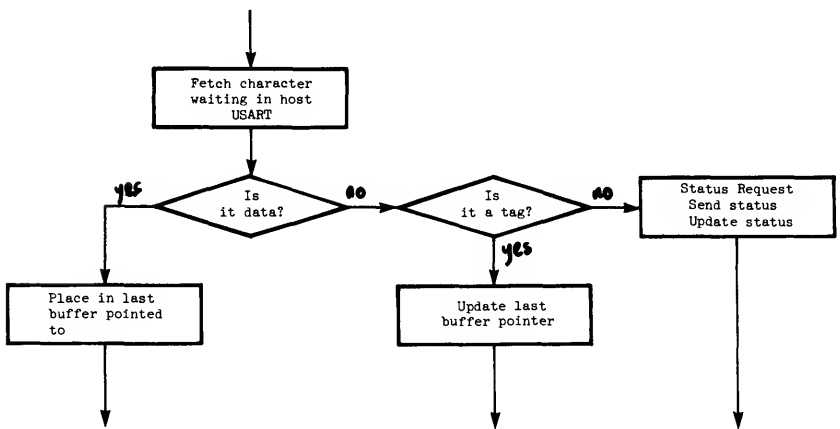 Fetch character
waiting in host
USART
yes
Is
it data?
no
Is
it a tag?
no
Status Request
Send status
Update status
yes
Place in last
buffer pointed
to
Update last
buffer pointer